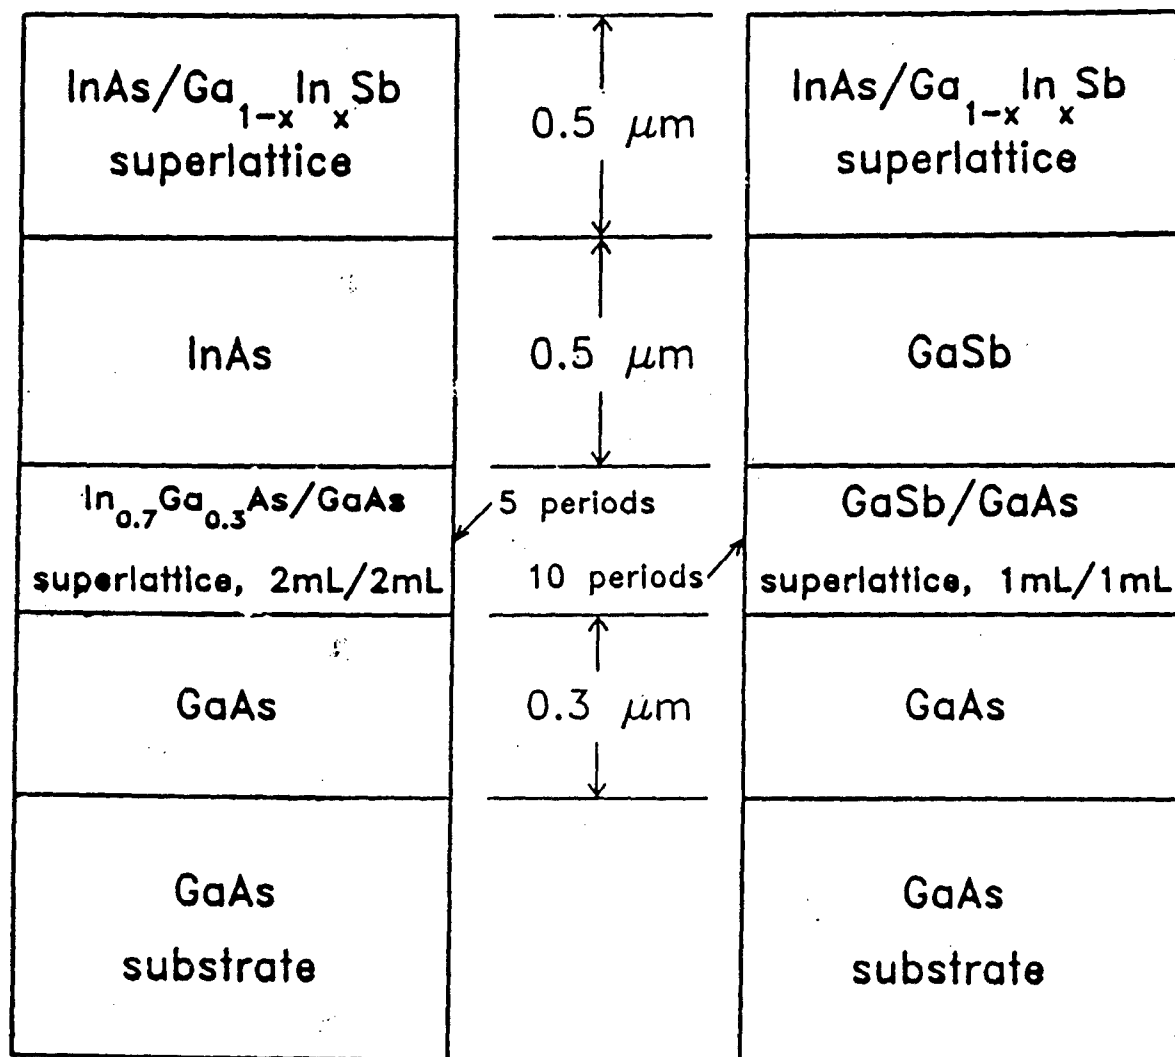 InAs/Ga₁₋ₓInₓSb
superlattice
InAs
In₀.₇Ga₀.₃As/GaAs
superlattice, 2mL/2mL
GaAs
GaAs
substrate
0.5 μm
0.5 μm
5 periods
10 periods
0.3 μm
InAs/Ga₁₋ₓInₓSb
superlattice
GaSb
GaSb/GaAs
superlattice, 1mL/1mL
GaAs
GaAs
substrate